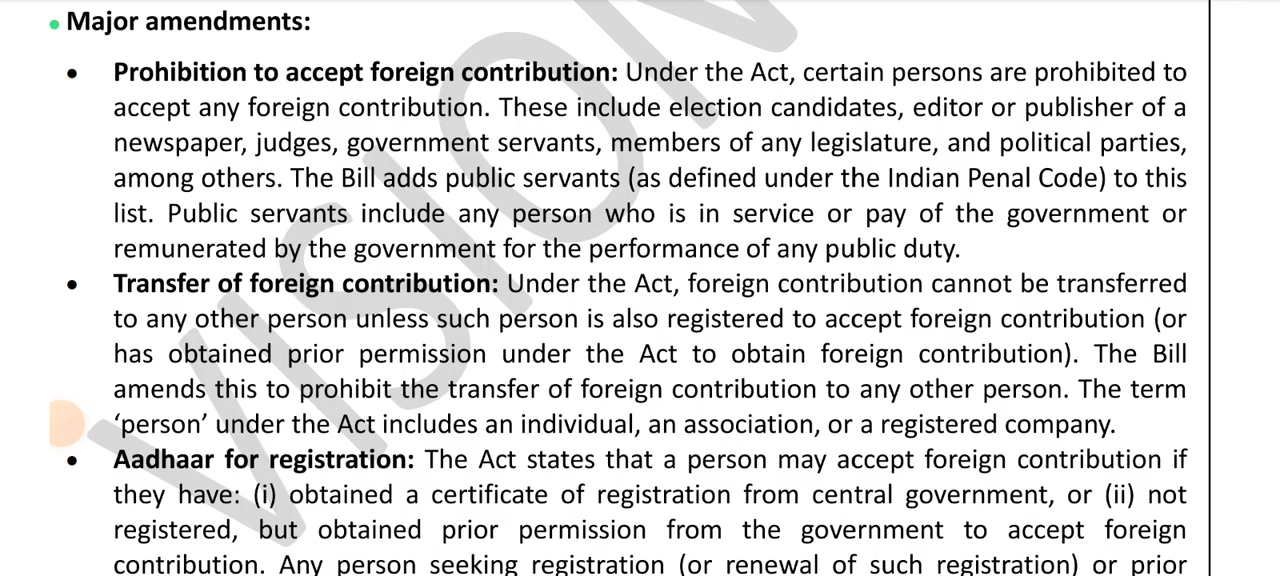 • Major amendments:
• Prohibition to accept foreign contribution: Under the Act, certain persons are prohibited to
accept any foreign contribution. These include election candidates, editor or publisher of a
newspaper, judges, government servants, members of any legislature, and political parties,
among others. The Bill adds public servants (as defined under the Indian Penal Code) to this
list. Public servants include any person who is in service or pay of the government or
remunerated by the government for the performance of any public duty.
• Transfer of foreign contribution: Under the Act, foreign contribution cannot be transferred
to any other person unless such person is also registered to accept foreign contribution (or
has obtained prior permission under the Act to obtain foreign contribution). The Bill
amends this to prohibit the transfer of foreign contribution to any other person. The term
‘person’ under the Act includes an individual, an association, or a registered company.
• Aadhaar for registration: The Act states that a person may accept foreign contribution if
they have: (i) obtained a certificate of registration from central government, or (ii) not
registered, but obtained prior permission from the government to accept foreign
contribution. Any person seeking registration (or renewal of such registration) or prior
VISION